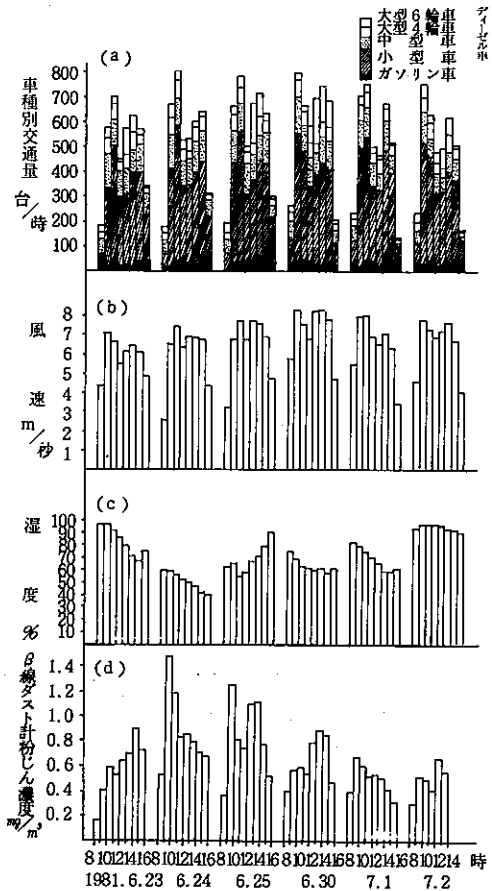 大型6輪車
大型4輪車
中型車
小型車
ガソリン車
ディーゼル車
(a)
車種別交通量
台/時
800
700
600
500
400
300
200
100
(b)
風速
m/秒
8
7
6
5
4
3
2
1
(c)
湿度
%
100
90
80
70
60
50
40
30
20
10
(d)
β線ダスト計粉じん濃度
mg/m³
1.4
1.2
1.0
0.8
0.6
0.4
0.2
8 10 12 14 16 8 10 12 14 16 8 10 12 14 16 8 10 12 14 16 8 10 12 14 16 8 10 12 14 時
1981.6.23 6.24 6.25 6.30 7.1 7.2